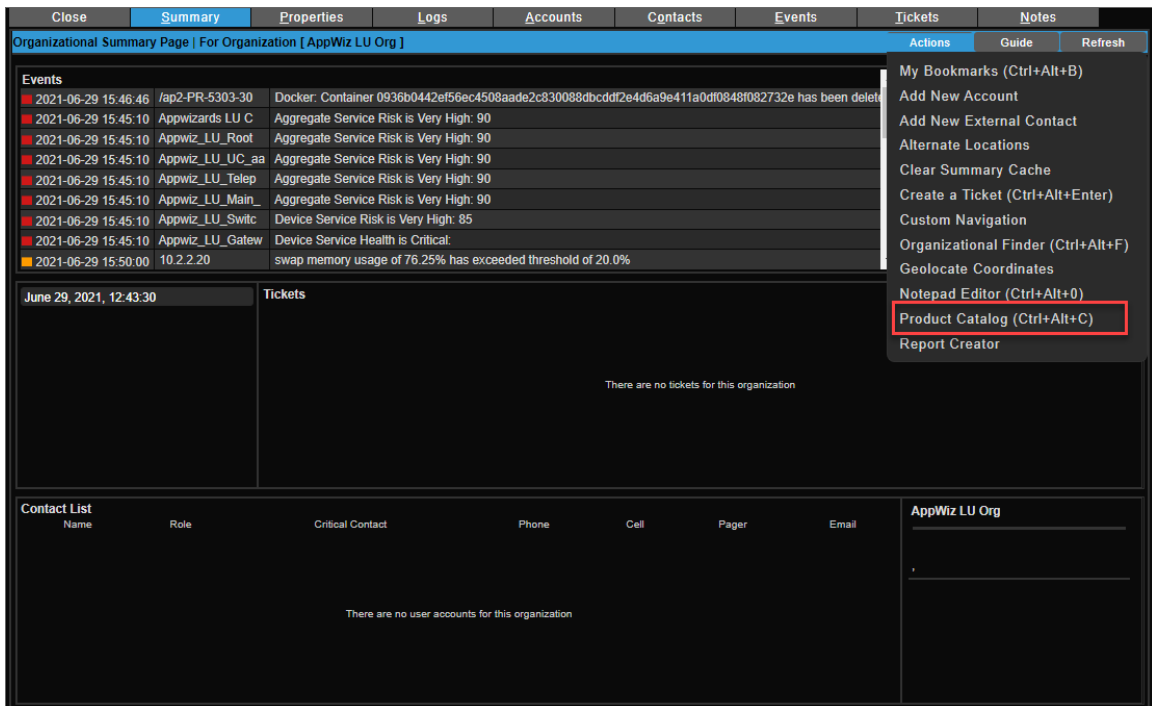 Close Summary Properties Logs Accounts Contacts Events Tickets Notes
Organizational Summary Page | For Organization [ AppWiz LU Org ] Actions Guide Refresh
My Bookmarks (Ctrl+Alt+B)
Add New Account
Add New External Contact
Alternate Locations
Clear Summary Cache
Create a Ticket (Ctrl+Alt+Enter)
Custom Navigation
Organizational Finder (Ctrl+Alt+F)
Geolocate Coordinates
Notepad Editor (Ctrl+Alt+0)
Product Catalog (Ctrl+Alt+C)
Report Creator
Events
2021-06-29 15:46:46 /ap2-PR-5303-30 Docker: Container 0936b0442ef56ec4508aade2c830088dbcddf2e4d6a9e411a0df0848f082732e has been delete
2021-06-29 15:45:10 Appwizards LU C Aggregate Service Risk is Very High: 90
2021-06-29 15:45:10 Appwiz_LU_Root Aggregate Service Risk is Very High: 90
2021-06-29 15:45:10 Appwiz_LU_UC_aa Aggregate Service Risk is Very High: 90
2021-06-29 15:45:10 Appwiz_LU_Telep Aggregate Service Risk is Very High: 90
2021-06-29 15:45:10 Appwiz_LU_Main_ Aggregate Service Risk is Very High: 90
2021-06-29 15:45:10 Appwiz_LU_Switc Device Service Risk is Very High: 85
2021-06-29 15:45:10 Appwiz_LU_Gatew Device Service Health is Critical:
2021-06-29 15:50:00 10.2.2.20 swap memory usage of 76.25% has exceeded threshold of 20.0%
June 29, 2021, 12:43:30 Tickets
There are no tickets for this organization
Contact List
Name Role Critical Contact Phone Cell Pager Email
There are no user accounts for this organization
AppWiz LU Org
,